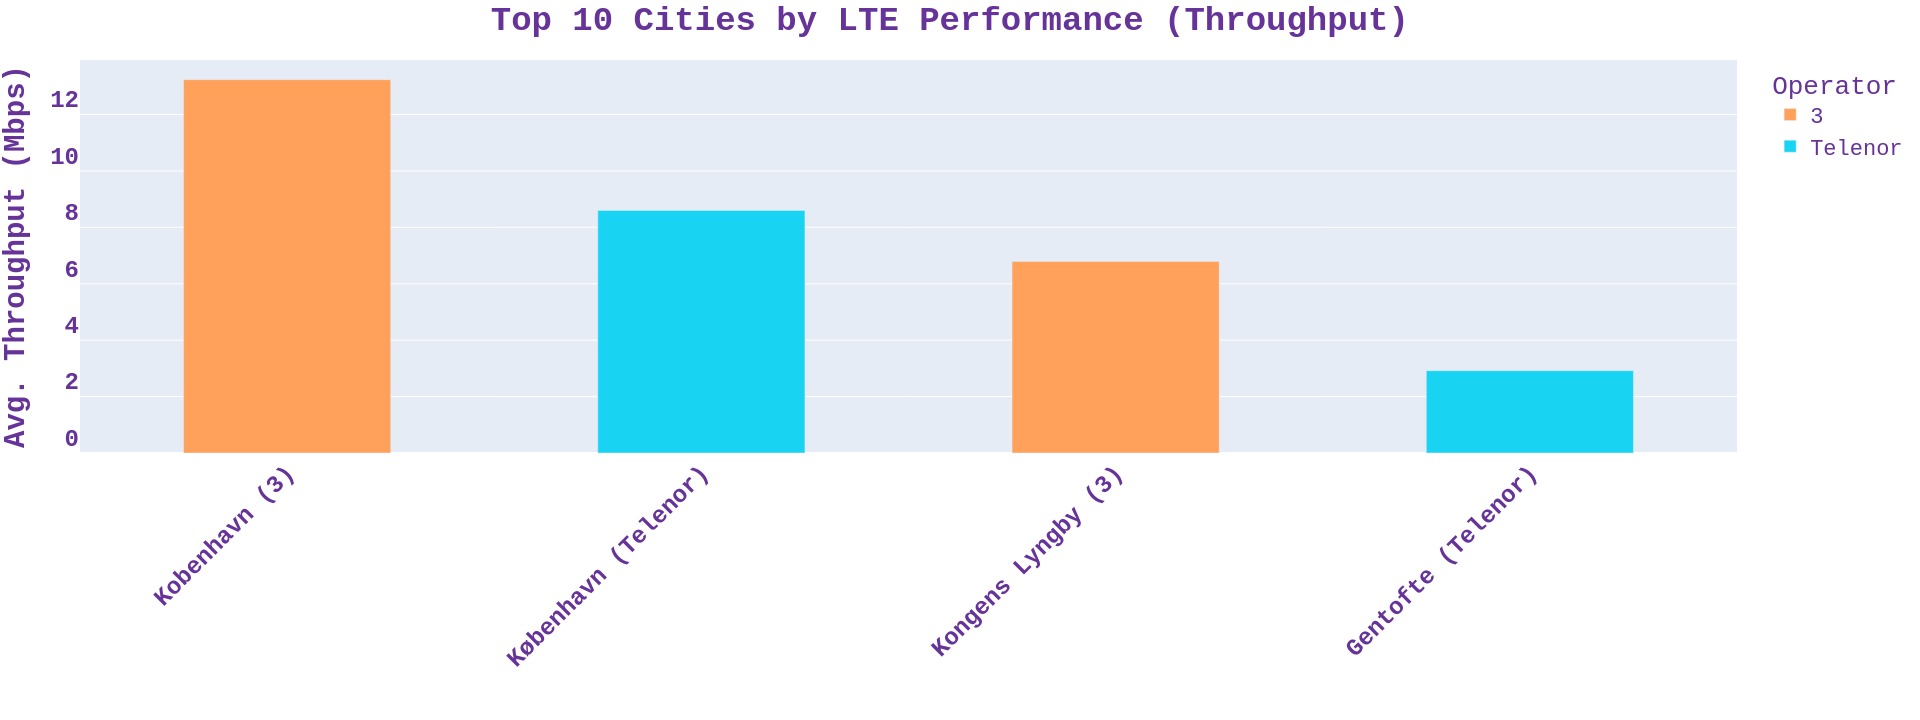 Top 10 Cities by LTE Performance (Throughput)
Avg. Throughput (Mbps)
12
10
8
6
4
2
0
Kobenhavn (3)
København (Telenor)
Kongens Lyngby (3)
Gentofte (Telenor)
Operator
3
Telenor